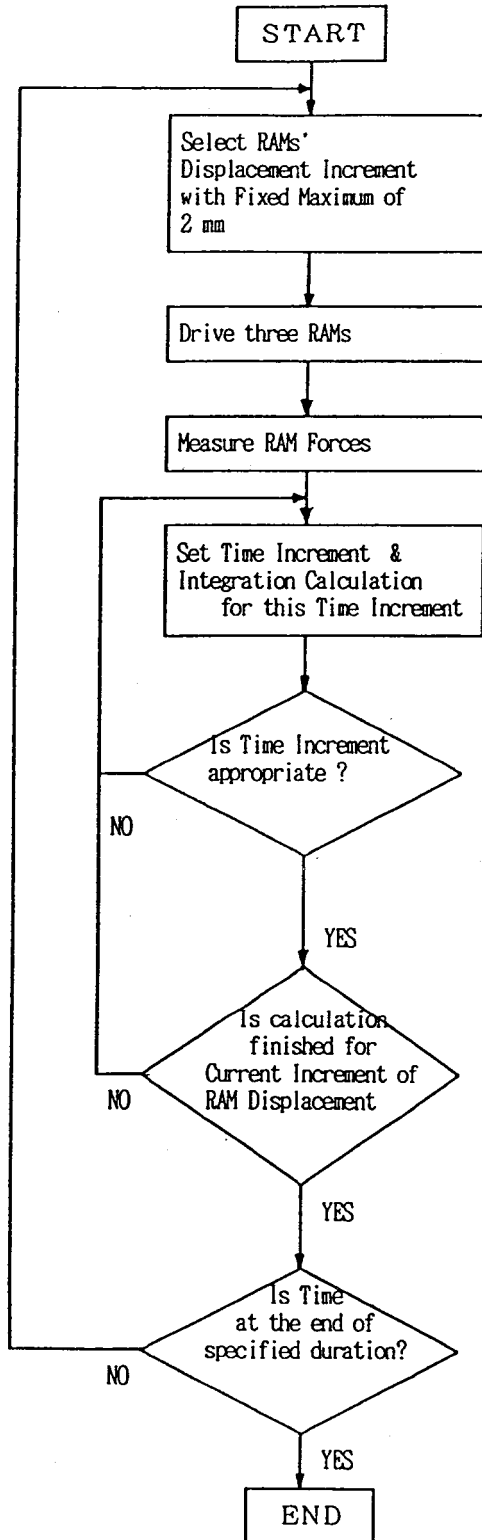 START
Select RAMs'
Displacement Increment
with Fixed Maximum of
2 mm
Drive three RAMs
Measure RAM Forces
Set Time Increment &
Integration Calculation
for this Time Increment
Is Time Increment
appropriate ?
NO
YES
Is calculation
finished for
Current Increment of
RAM Displacement
NO
YES
Is Time
at the end of
specified duration?
NO
YES
END